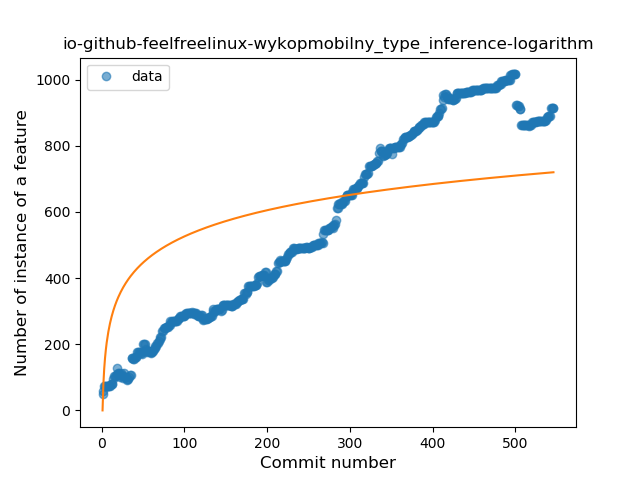 io-github-feelfreelinux-wykopmobilny_type_inference-logarithm
data
Number of instance of a feature
1000
800
600
400
200
0
0 100 200 300 400 500
Commit number